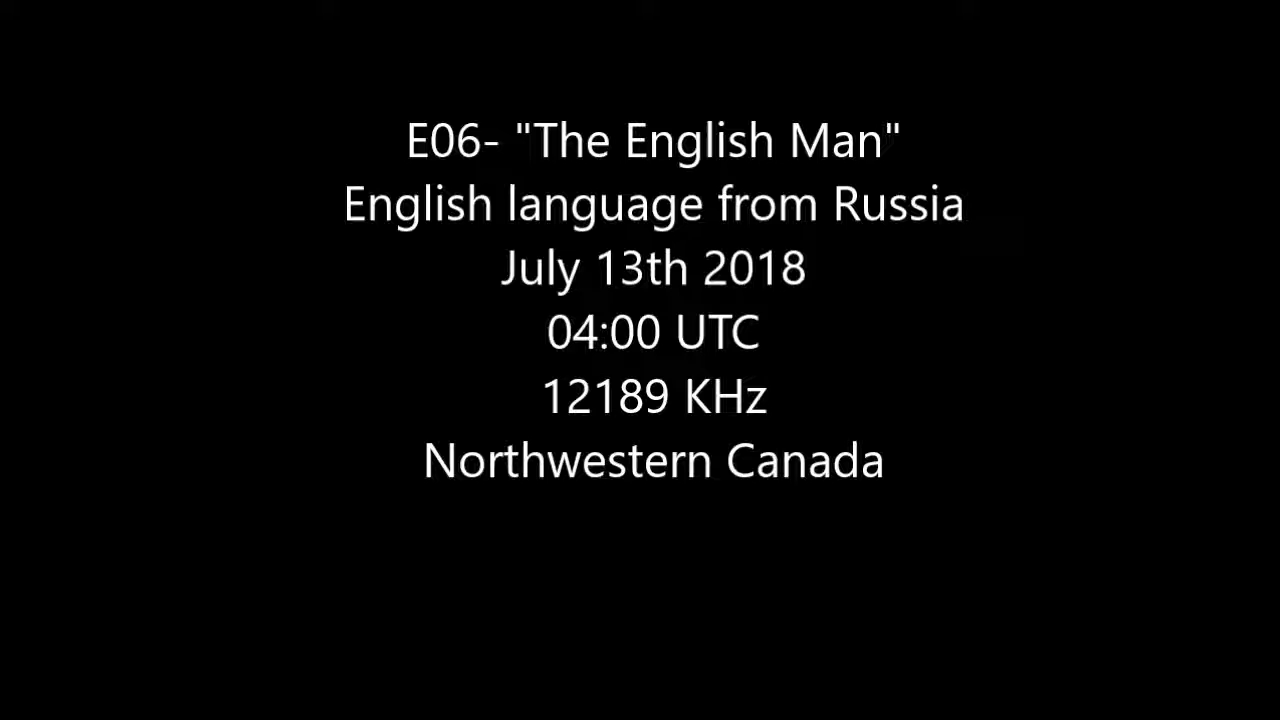 E06- "The English Man"
English language from Russia
July 13th 2018
04:00 UTC
12189 KHz
Northwestern Canada